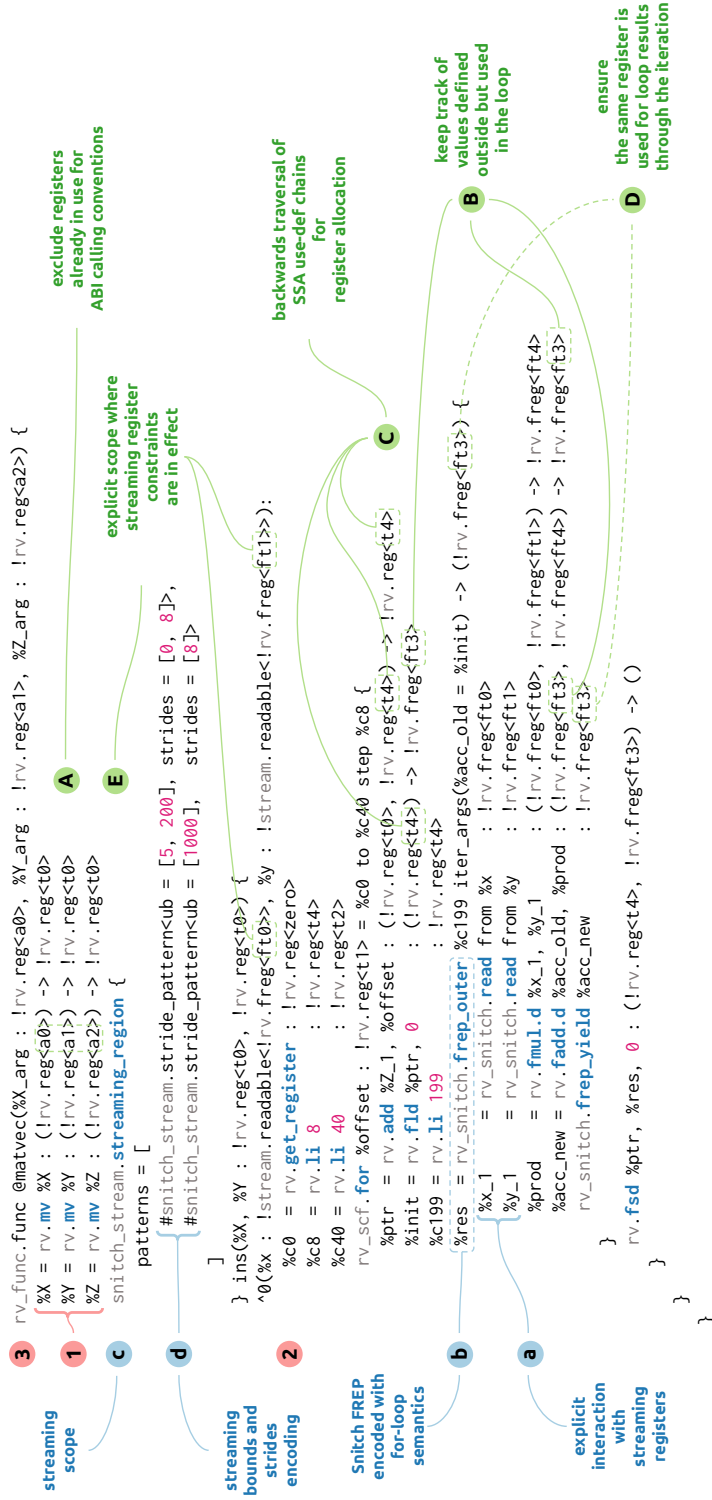 exclude registers
already in use for
ABI calling conventions
explicit scope where
streaming register
constraints
are in effect
backwards traversal of
SSA use-def chains
for
register allocation
keep track of
values defined
outside but used
in the loop
ensure
the same register is
used for loop results
through the iteration
A
E
C
B
D
3
1
c
d
2
b
a
streaming
scope
streaming
bounds and
strides
encoding
Snitch FREP
encoded with
for-loop
semantics
explicit
interaction
with
streaming
registers
rv_func.func @matvec(%X_arg : !rv.reg<a0>, %Y_arg : !rv.reg<a1>, %Z_arg : !rv.reg<a2>) {
%X = rv.mv %X : (!rv.reg<a0>) -> !rv.reg<t0>
%Y = rv.mv %Y : (!rv.reg<a1>) -> !rv.reg<t0>
%Z = rv.mv %Z : (!rv.reg<a2>) -> !rv.reg<t0>
snitch_stream.streaming_region {
patterns = [
#snitch_stream.stride_pattern<ub = [5, 200], strides = [0, 8]>,
#snitch_stream.stride_pattern<ub = [1000], strides = [8]>
]
} ins(%X, %Y : !rv.reg<t0>, !rv.reg<t0>) {
^0(%x : !stream.readable<!rv.freg<ft0>>, %y : !stream.readable<!rv.freg<ft1>>):
%c0 = rv.get_register : !rv.reg<zero>
%c8 = rv.li 8 : !rv.reg<t4>
%c40 = rv.li 40 : !rv.reg<t2>
rv_scf.for %offset : !rv.reg<t1> = %c0 to %c40 step %c8 {
%ptr = rv.add %Z_1, %offset : (!rv.reg<t0>, !rv.reg<t4>) -> !rv.reg<t4>
%init = rv.fld %ptr, 0 : (!rv.reg<t4>) -> !rv.freg<ft3>
%c199 = rv.li 199 : !rv.reg<t4>
%res = rv_snitch.frep_outer %c199 iter_args(%acc_old = %init) -> (!rv.freg<ft3>) {
%x_1 = rv_snitch.read from %x : !rv.freg<ft0>
%y_1 = rv_snitch.read from %y : !rv.freg<ft1>
%prod = rv.fmul.d %x_1, %y_1 : (!rv.freg<ft0>, !rv.freg<ft1>) -> !rv.freg<ft4>
%acc_new = rv.fadd.d %acc_old, %prod : (!rv.freg<ft3>, !rv.freg<ft4>) -> !rv.freg<ft3>
rv_snitch.frep_yield %acc_new : !rv.freg<ft3>
}
rv.fsd %ptr, %res, 0 : (!rv.reg<t4>, !rv.freg<ft3>) -> ()
}
}
}